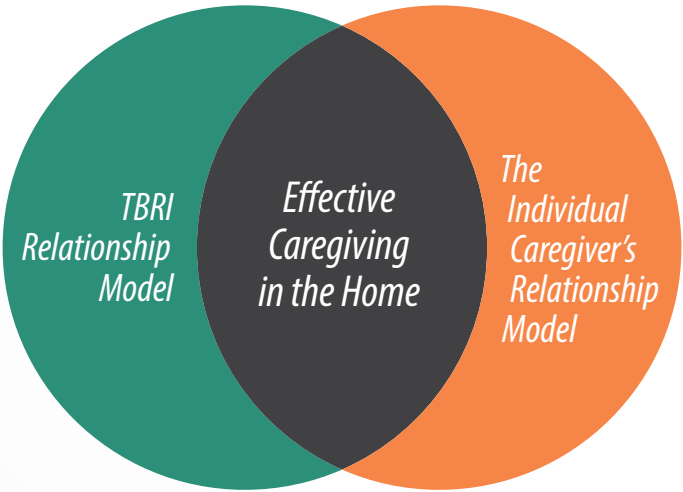 TBRI
Relationship
Model
Effective
Caregiving
in the Home
The
Individual
Caregiver’s
Relationship
Model